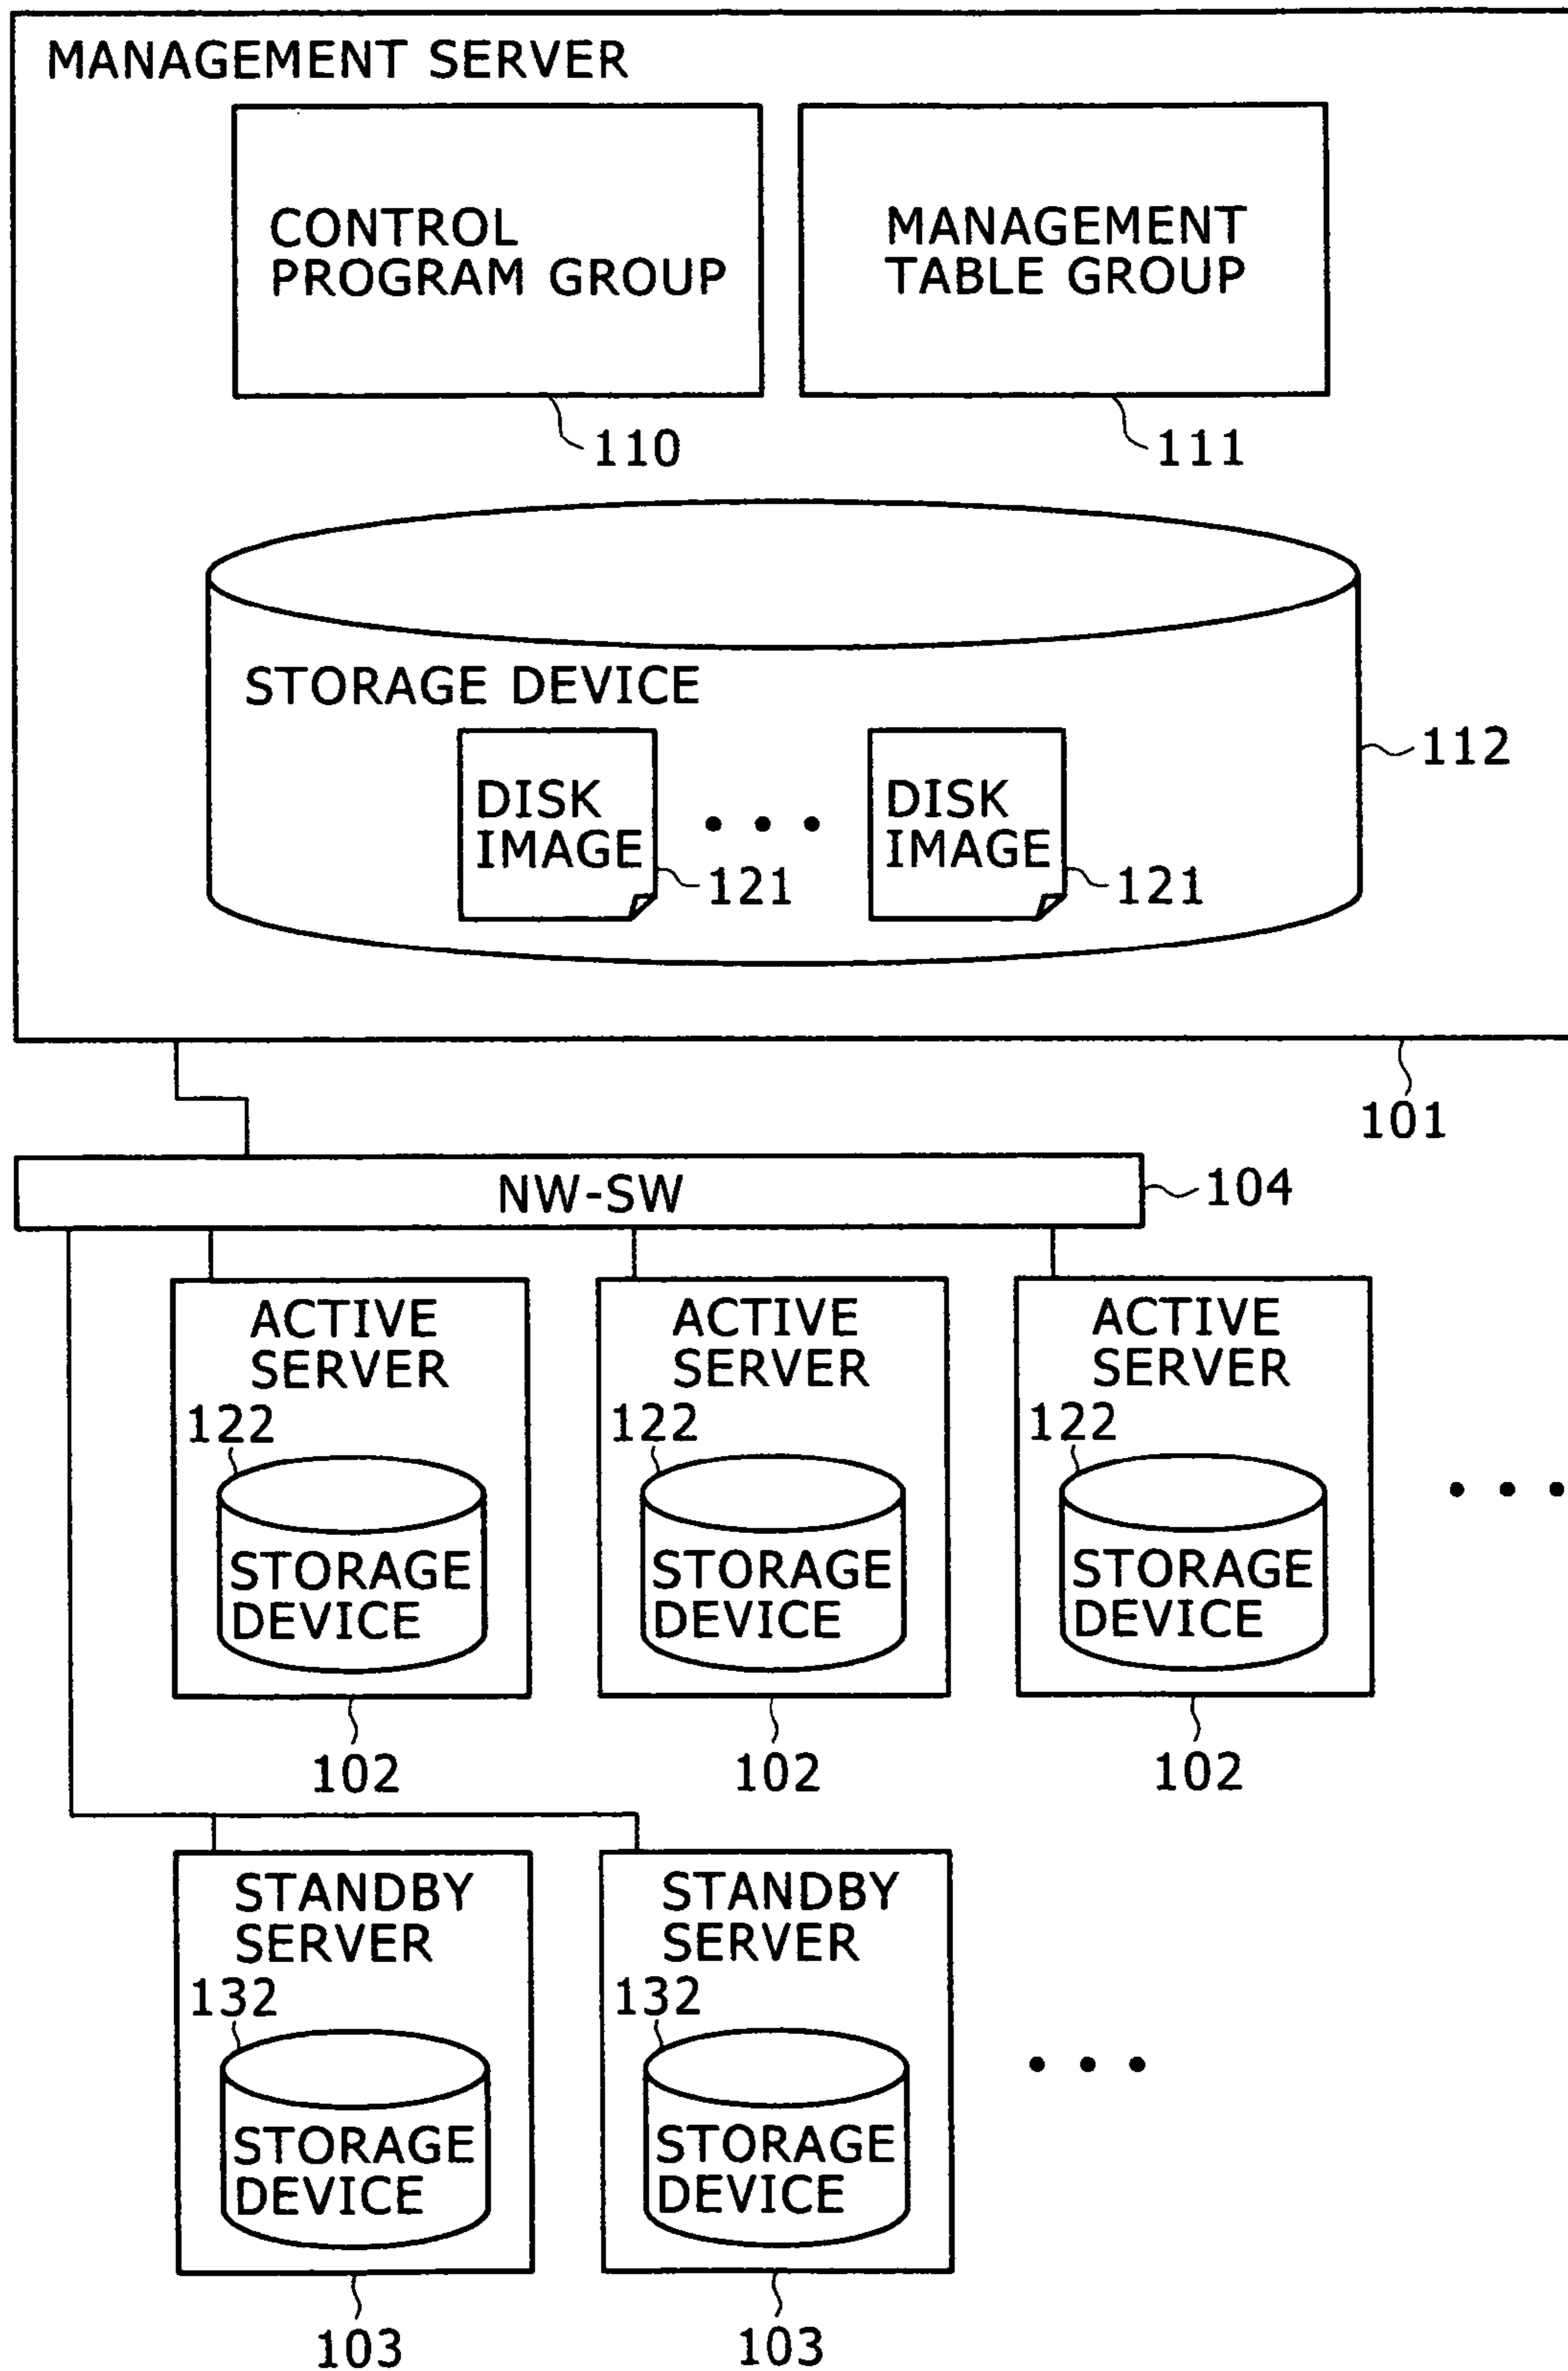 MANAGEMENT SERVER
CONTROL
PROGRAM GROUP
MANAGEMENT
TABLE GROUP
110
111
STORAGE DEVICE
DISK
IMAGE
121
DISK
IMAGE
121
112
101
NW-SW
104
ACTIVE
SERVER
122
STORAGE
DEVICE
102
ACTIVE
SERVER
122
STORAGE
DEVICE
102
ACTIVE
SERVER
122
STORAGE
DEVICE
102
STANDBY
SERVER
132
STORAGE
DEVICE
103
STANDBY
SERVER
132
STORAGE
DEVICE
103